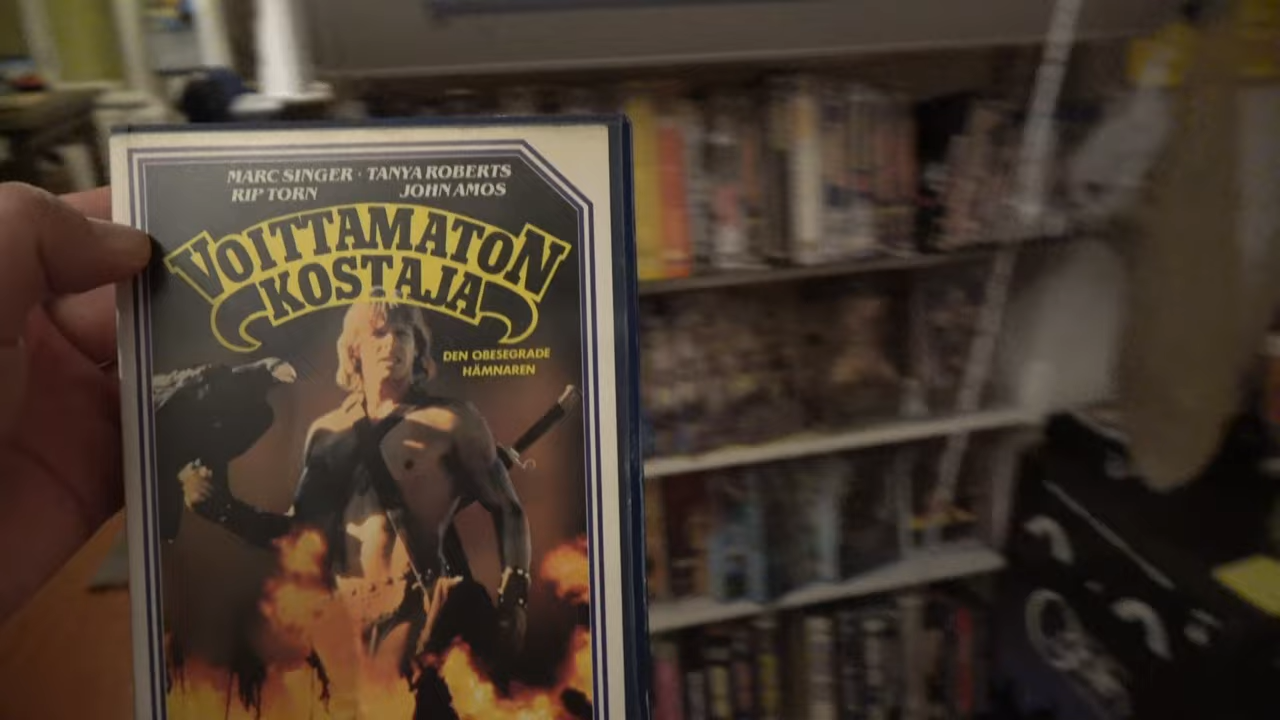 MARC SINGER · TANYA ROBERTS
RIP TORN JOHN AMOS
VOITTAMATON
KOSTAJA
DEN OBESEGRADE
HÄMNAREN